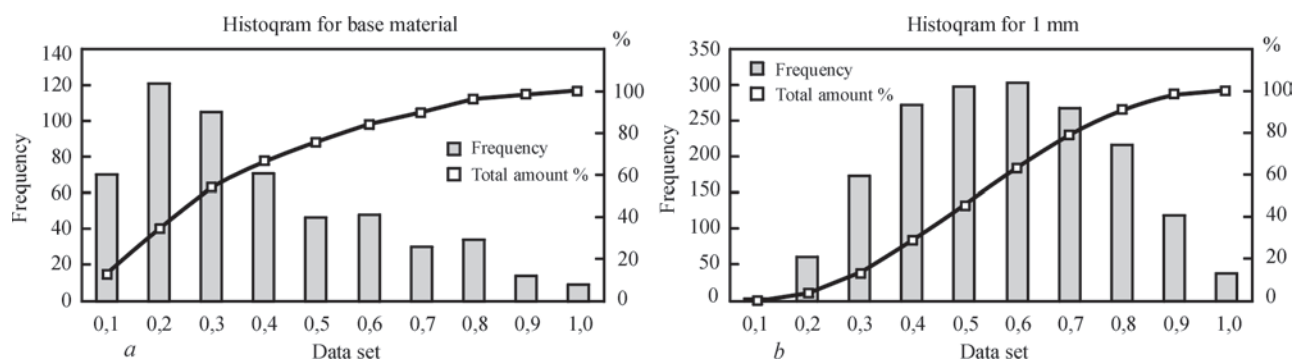 Histoqram for base material
140
120
100
80
60
40
20
0
Frequency
%
100
80
60
40
20
0
Frequency
Total amount %
0,1 0,2 0,3 0,4 0,5 0,6 0,7 0,8 0,9 1,0
a
Data set
Histoqram for 1 mm
350
300
250
200
150
100
50
0
Frequency
%
100
80
60
40
20
0
Frequency
Total amount %
0,1 0,2 0,3 0,4 0,5 0,6 0,7 0,8 0,9 1,0
b
Data set